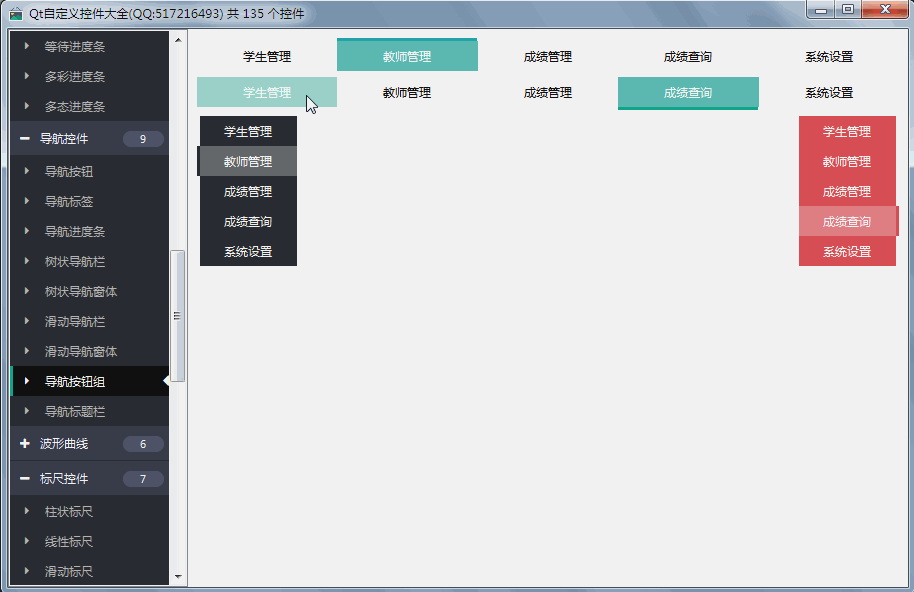 Qt自定义控件大全(QQ:517216493) 共 135 个控件
等待进度条
多彩进度条
多态进度条
导航控件 9
导航按钮
导航标签
导航进度条
树状导航栏
树状导航窗体
滑动导航栏
滑动导航窗体
导航按钮组
导航标题栏
波形曲线 6
标尺控件 7
柱状标尺
线性标尺
滑动标尺
学生管理 教师管理 成绩管理 成绩查询 系统设置
学生管理 教师管理 成绩管理 成绩查询 系统设置
学生管理
教师管理
成绩管理
成绩查询
系统设置
学生管理
教师管理
成绩管理
成绩查询
系统设置